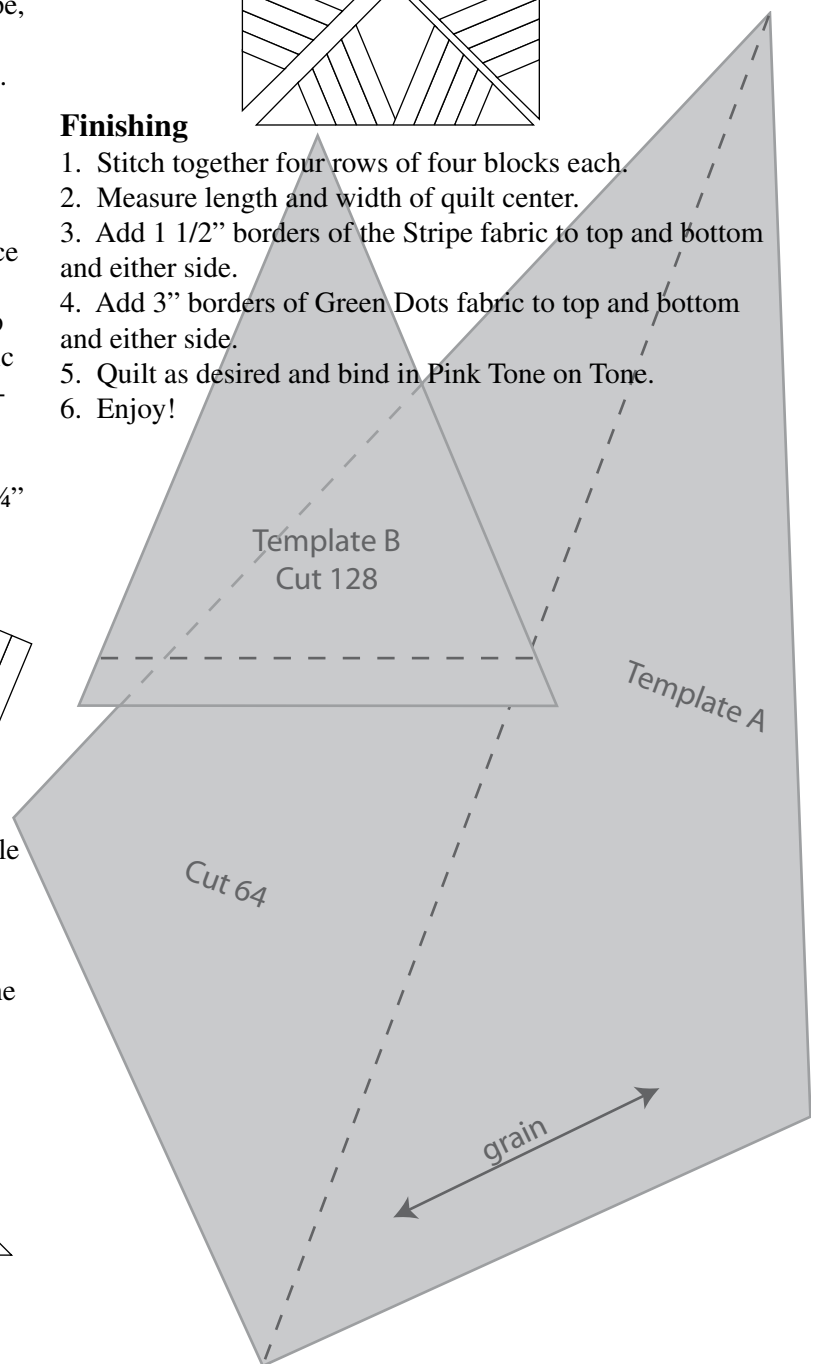 Finishing
1. Stitch together four rows of four blocks each.
2. Measure length and width of quilt center.
3. Add 1 1/2” borders of the Stripe fabric to top and bottom
and either side.
4. Add 3” borders of Green Dots fabric to top and bottom
and either side.
5. Quilt as desired and bind in Pink Tone on Tone.
6. Enjoy!
Template B
Cut 128
Template A
Cut 64
grain